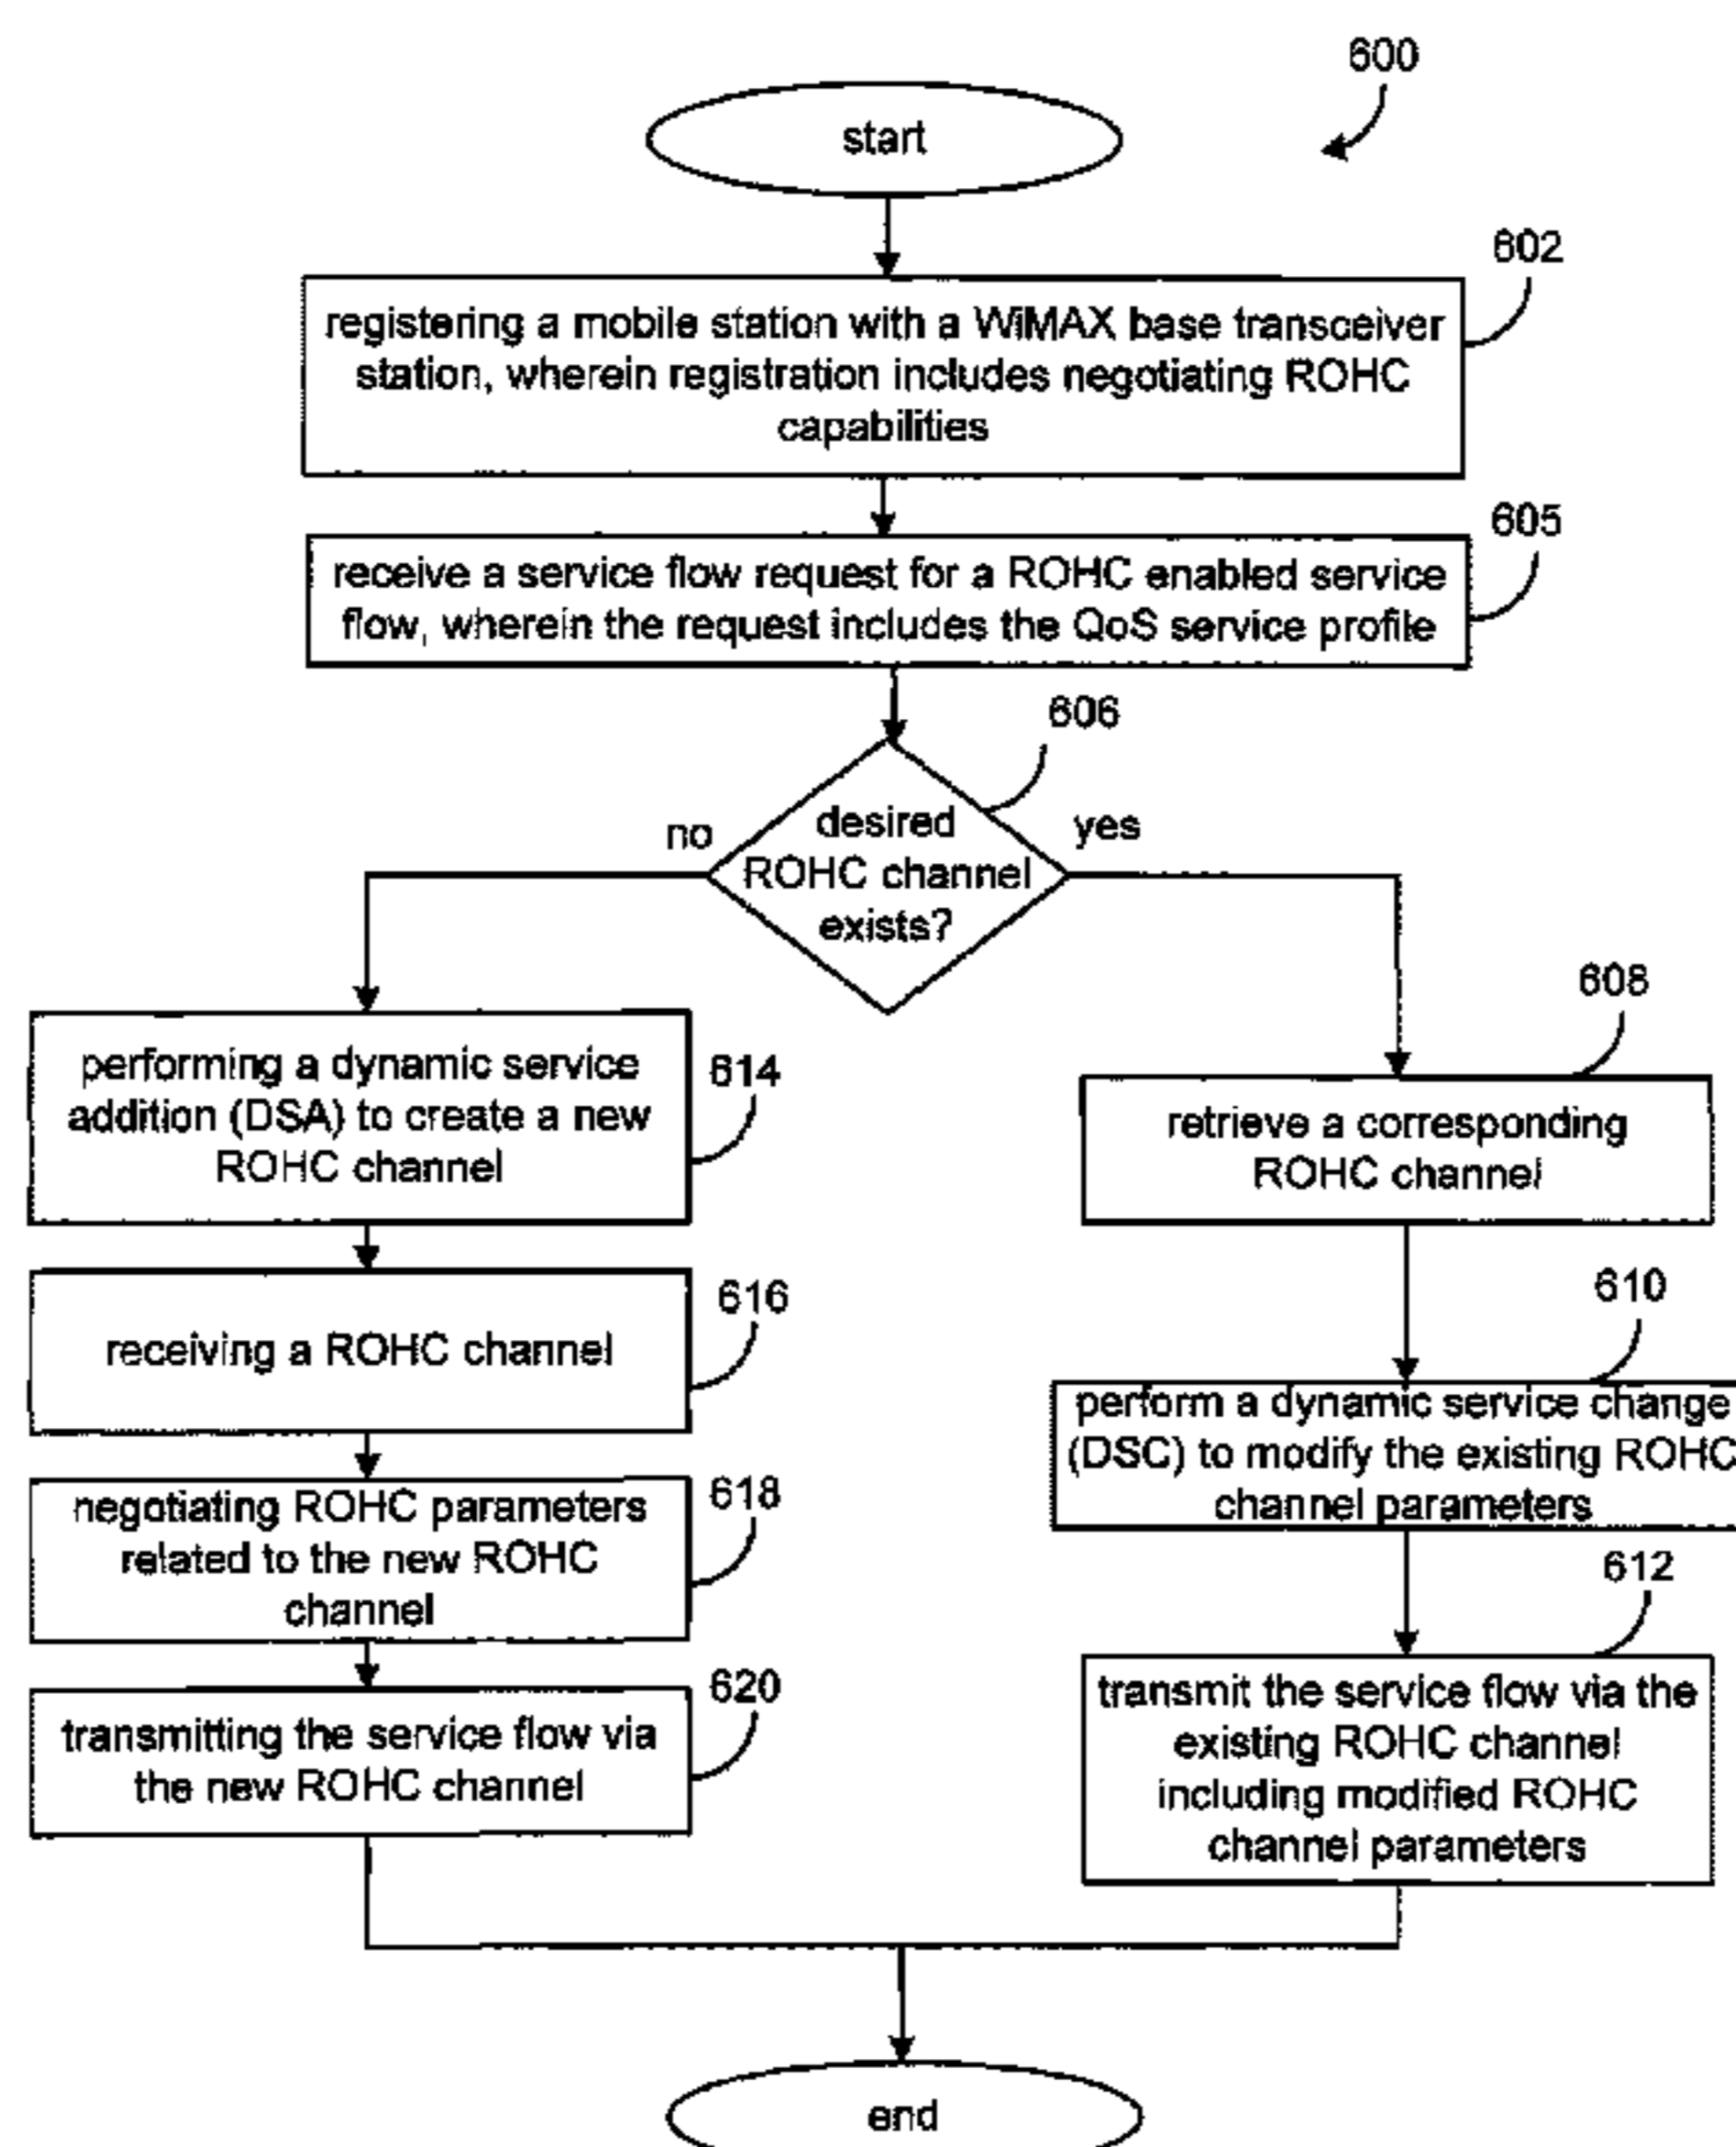 600
start
602
registering a mobile station with a WiMAX base transceiver
station, wherein registration includes negotiating ROHC
capabilities
605
receive a service flow request for a ROHC enabled service
flow, wherein the request includes the QoS service profile
606
no
desired
ROHC channel
exists?
yes
608
performing a dynamic service
addition (DSA) to create a new
ROHC channel
614
retrieve a corresponding
ROHC channel
610
receiving a ROHC channel
616
perform a dynamic service change
(DSC) to modify the existing ROHC
channel parameters
negotiating ROHC parameters
related to the new ROHC
channel
618
612
transmitting the service flow via
the new ROHC channel
620
transmit the service flow via the
existing ROHC channel
including modified ROHC
channel parameters
end